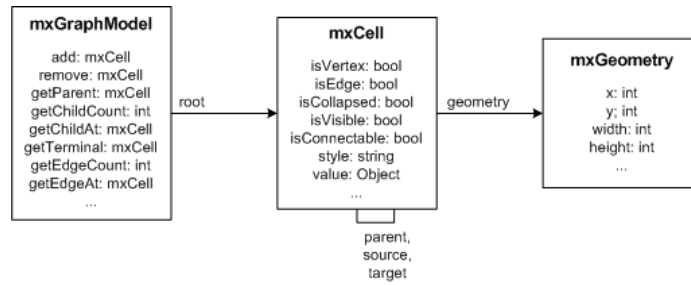 mxGraphModel
add: mxCell
remove: mxCell
getParent: mxCell
getChildCount: int
getChildAt: mxCell
getTerminal: mxCell
getEdgeCount: int
getEdgeAt: mxCell
...
root
mxCell
isVertex: bool
isEdge: bool
isCollapsed: bool
isVisible: bool
isConnectable: bool
style: string
value: Object
...
parent,
source,
target
geometry
mxGeometry
x: int
y; int
width: int
height: int
...